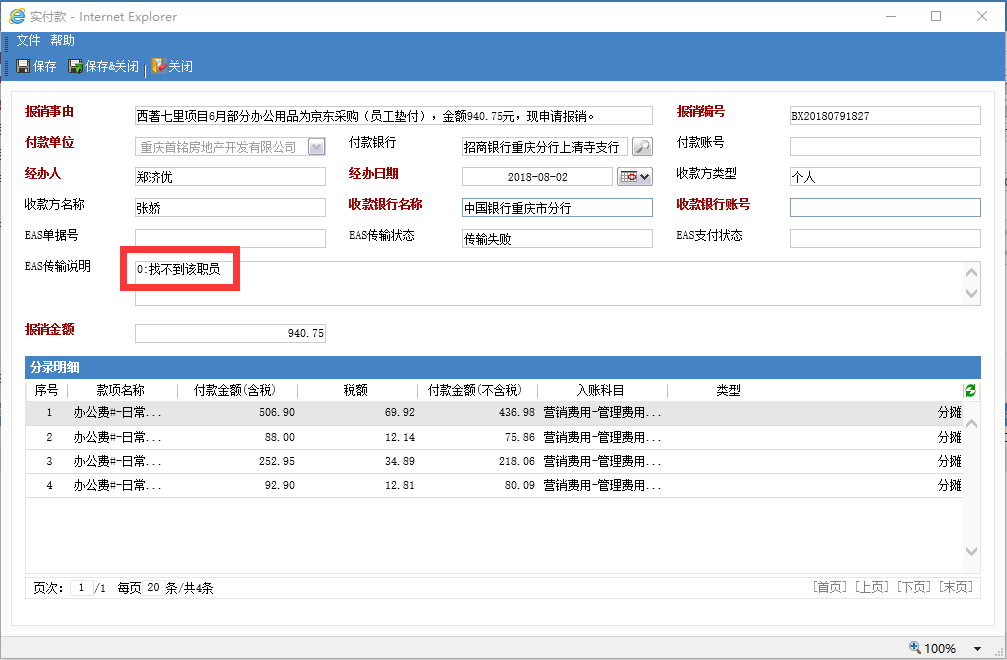 实付款 - Internet Explorer
文件 帮助
保存 保存&关闭 关闭
报销事由 西著七里项目6月部分办公用品为京东采购（员工垫付），金额940.75元，现申请报销。 报销编号 BX20180791827
付款单位 重庆首铭房地产开发有限公司 付款银行 招商银行重庆分行上清寺支行 付款账号
经办人 郑济优 经办日期 2018-08-02 收款方类型 个人
收款方名称 张娇 收款银行名称 中国银行重庆市分行 收款银行账号
EAS单据号 EAS传输状态 传输失败 EAS支付状态
EAS传输说明 0:找不到该职员
报销金额 940.75
分录明细
序号 款项名称 付款金额(含税) 税额 付款金额(不含税) 入账科目 类型
1 办公费#-日常... 506.90 69.92 436.98 营销费用-管理费用... 分摊
2 办公费#-日常... 88.00 12.14 75.86 营销费用-管理费用... 分摊
3 办公费#-日常... 252.95 34.89 218.06 营销费用-管理费用... 分摊
4 办公费#-日常... 92.90 12.81 80.09 营销费用-管理费用... 分摊
页次: 1 /1 每页 20 条/共4条 [首页] [上页] [下页] [末页]
100%